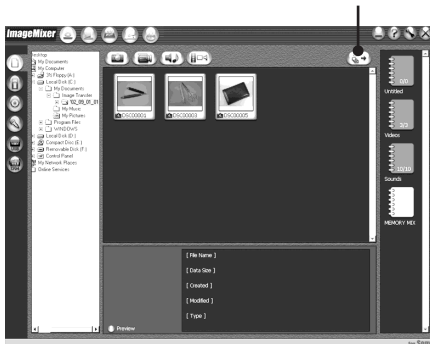 ImageMixer
Desktop
My Documents
My Computer
3½ Floppy (A:)
Local Disk (C:)
My Documents
Image Transfer
'02_09_01_01
My Music
My Pictures
Program Files
WINDOWS
Local Disk (D:)
Compact Disc (E:)
Removable Disk (F:)
Control Panel
My Network Places
Online Services
DSC00001
DSC00003
DSC00005
[ File Name ]
[ Data Size ]
[ Created ]
[ Modified ]
[ Type ]
Preview
0/0
Untitled
3/3
Videos
10/10
Sounds
MEMORY MIX